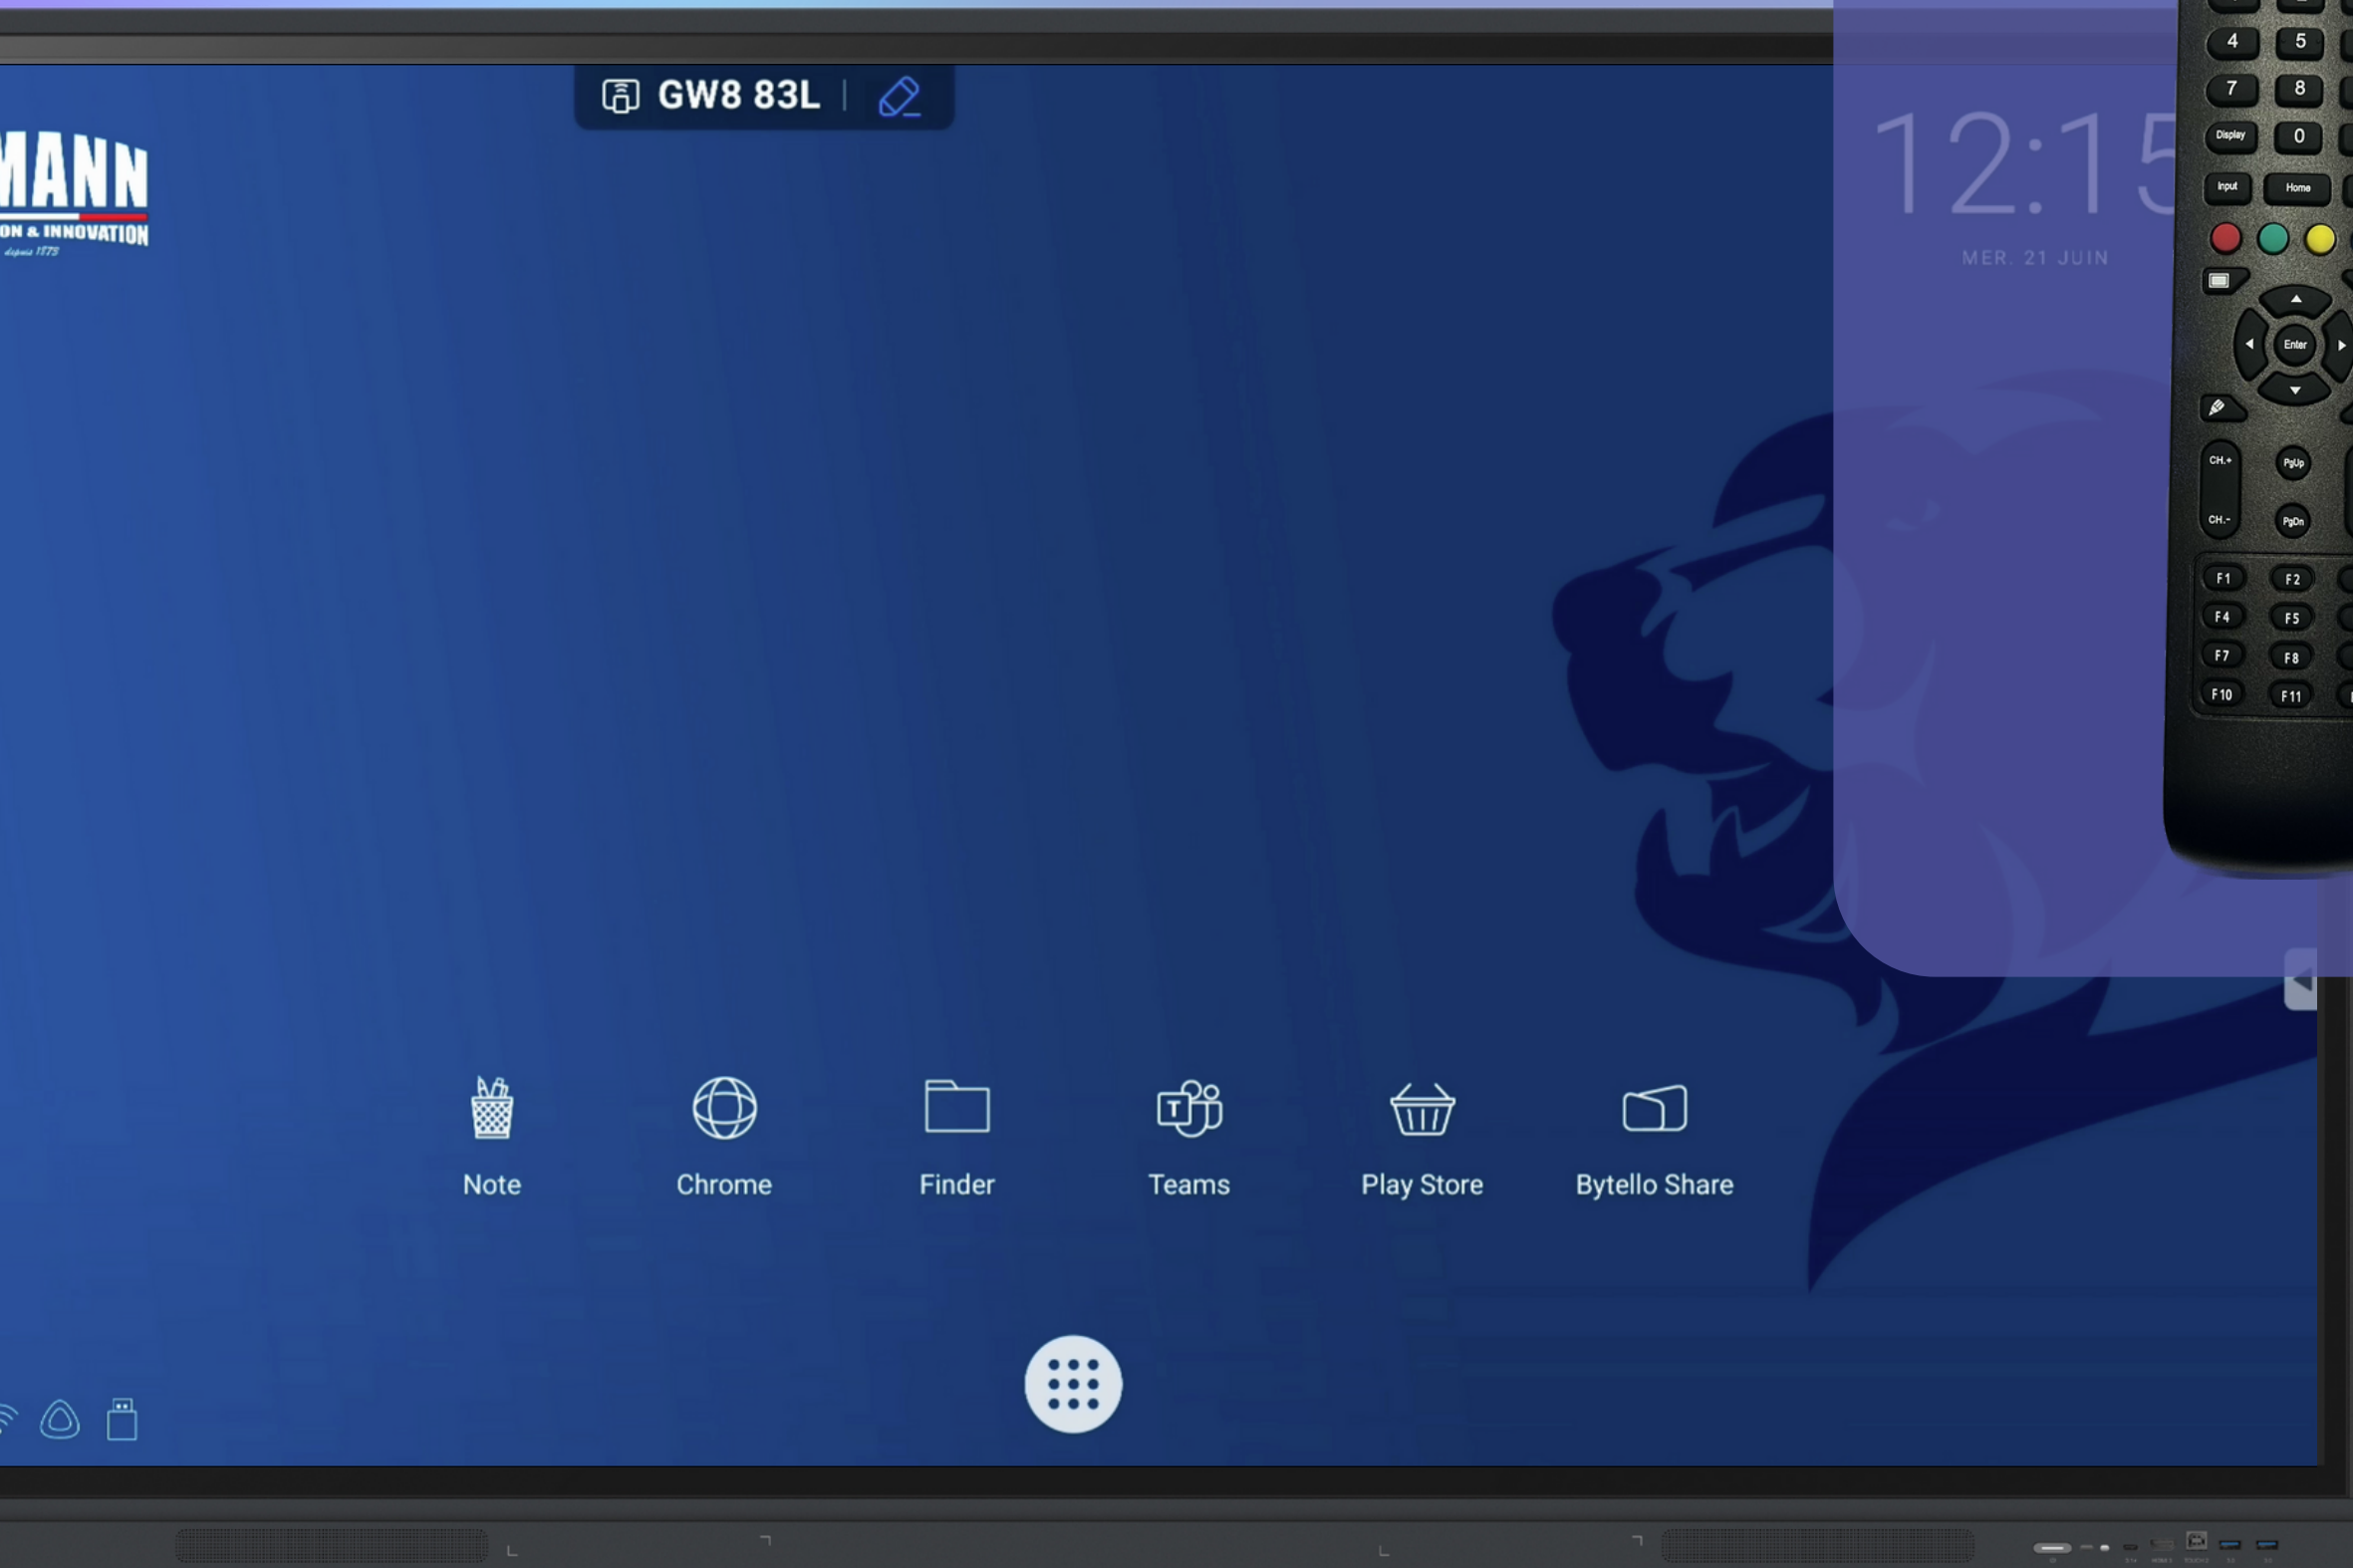 GW8 83L
MANN
ON & INNOVATION
depuis 1878
12:15
MER. 21 JUIN
Note
Chrome
Finder
Teams
Play Store
Bytello Share
4 5
7 8
Display 0
Input Home
Enter
CH.+ PgUp
CH.- PgDn
F1 F2
F4 F5
F7 F8
F10 F11